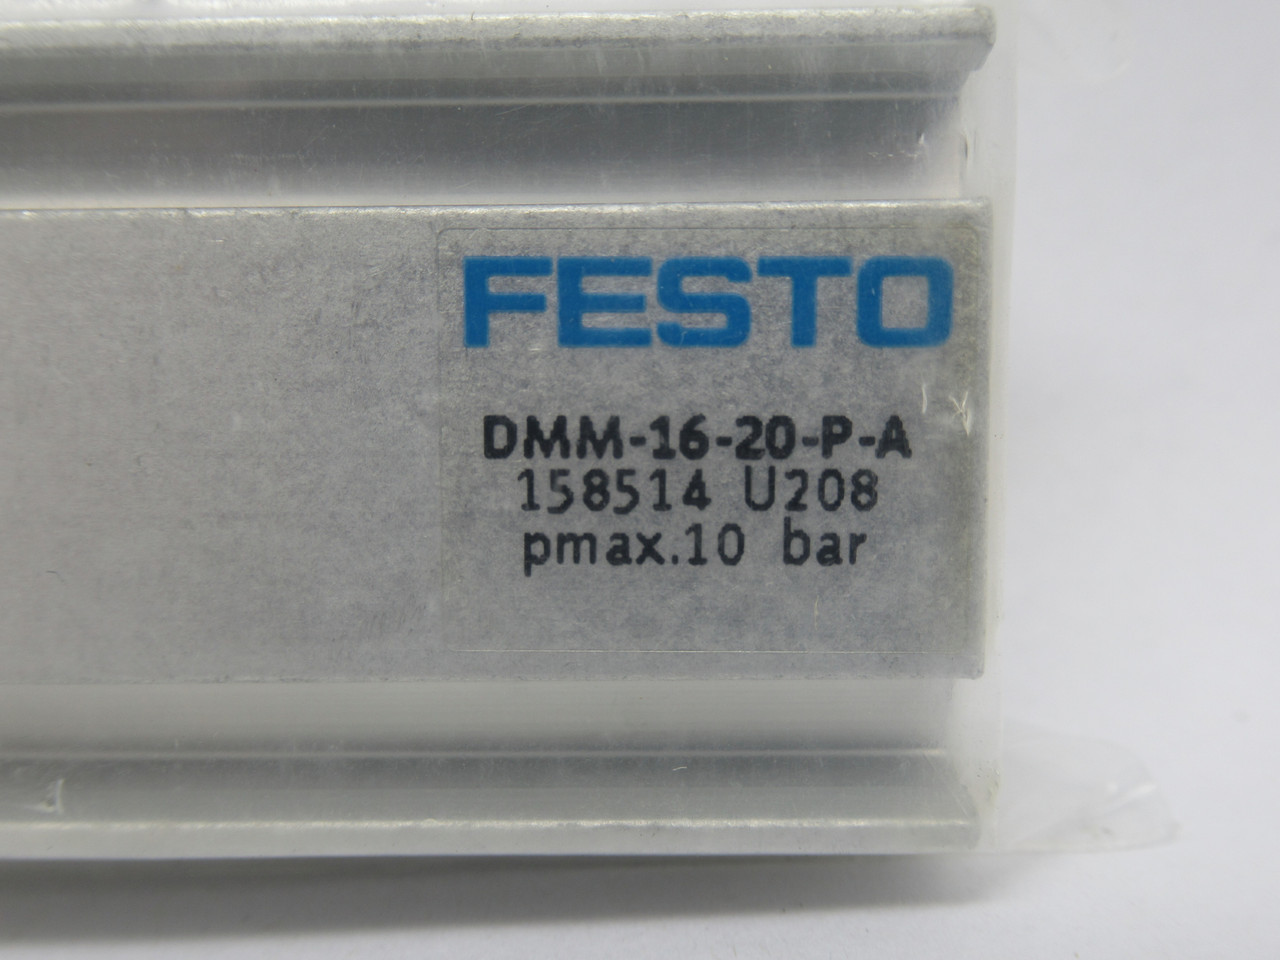 FESTO
DMM-16-20-P-A
158514 U208
pmax.10 bar